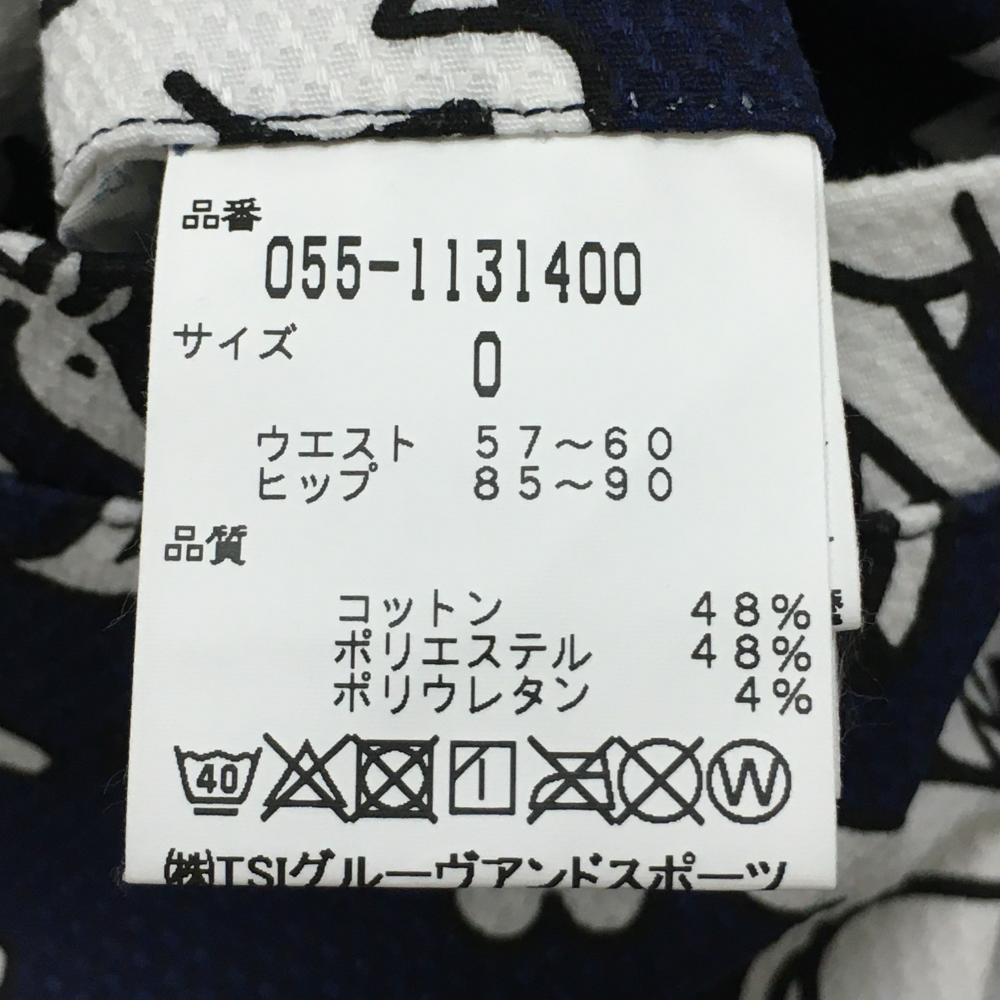 品番
055-1131400
サイズ
0
ウエスト 57～60
ヒップ 85～90
品質
コットン 48%
ポリエステル 48%
ポリウレタン 4%
40 W
㈱TSIグルーヴアンドスポーツ